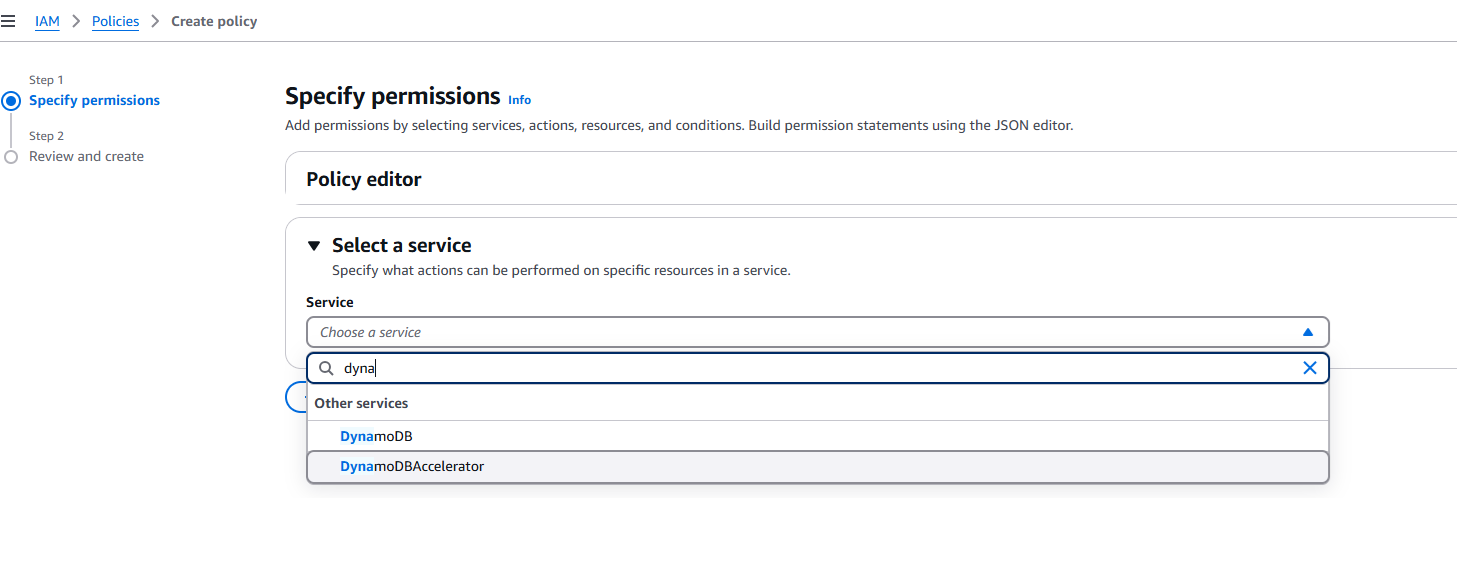 IAM > Policies > Create policy
Step 1
Specify permissions
Step 2
Review and create
Specify permissions Info
Add permissions by selecting services, actions, resources, and conditions. Build permission statements using the JSON editor.
Policy editor
Select a service
Specify what actions can be performed on specific resources in a service.
Service
Choose a service
dyna
Other services
DynamoDB
DynamoDBAccelerator